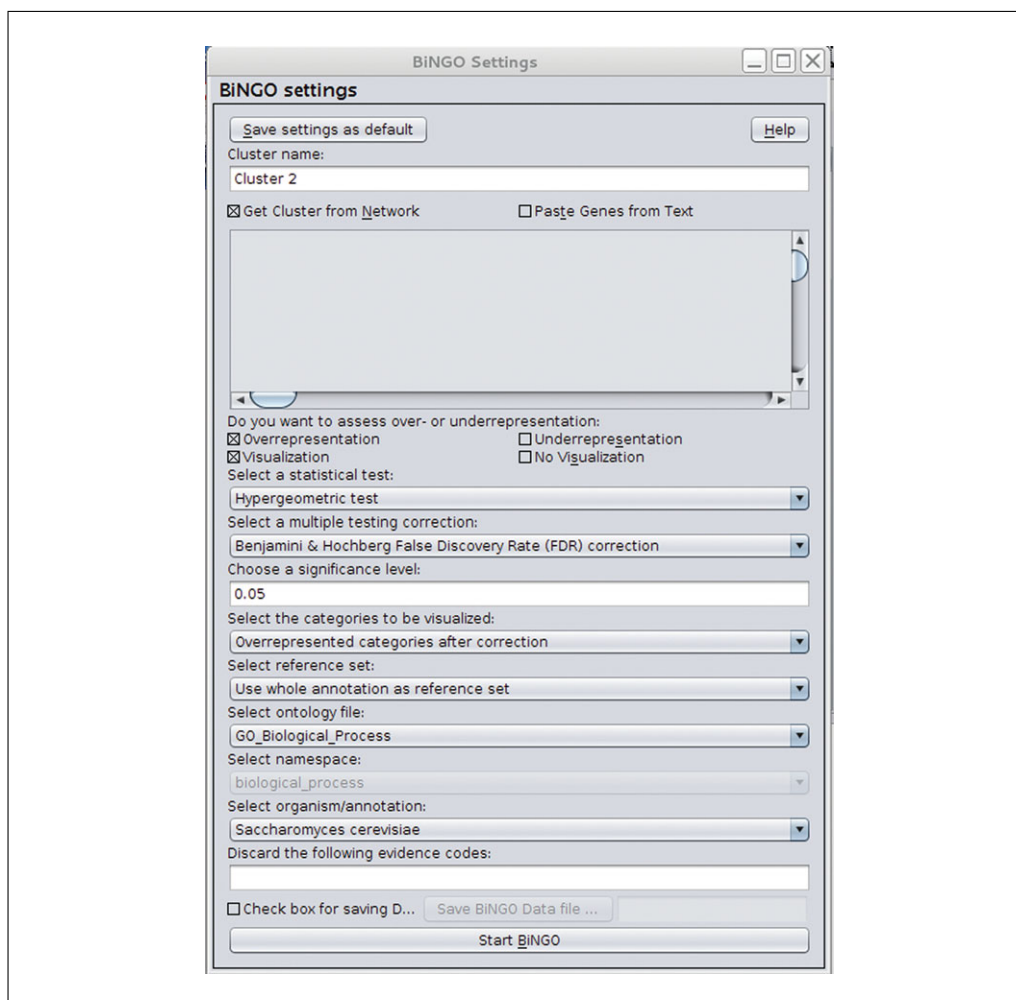 BiNGO Settings
BiNGO settings
Save settings as default Help
Cluster name:
Cluster 2
Get Cluster from Network Paste Genes from Text
Do you want to assess over- or underrepresentation:
Overrepresentation Underrepresentation
Visualization No Visualization
Select a statistical test:
Hypergeometric test
Select a multiple testing correction:
Benjamini & Hochberg False Discovery Rate (FDR) correction
Choose a significance level:
0.05
Select the categories to be visualized:
Overrepresented categories after correction
Select reference set:
Use whole annotation as reference set
Select ontology file:
GO_Biological_Process
Select namespace:
biological_process
Select organism/annotation:
Saccharomyces cerevisiae
Discard the following evidence codes:
Check box for saving D... Save BiNGO Data file ...
Start BiNGO